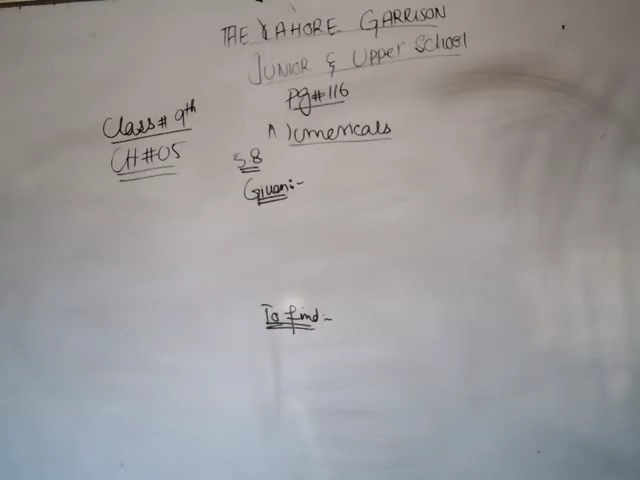 THE LAHORE GARRISON
JUNIOR & UPPER SCHOOL
Pg#116
Class# 9th
Numericals
CH#05
5.8
Given:-
To find:-